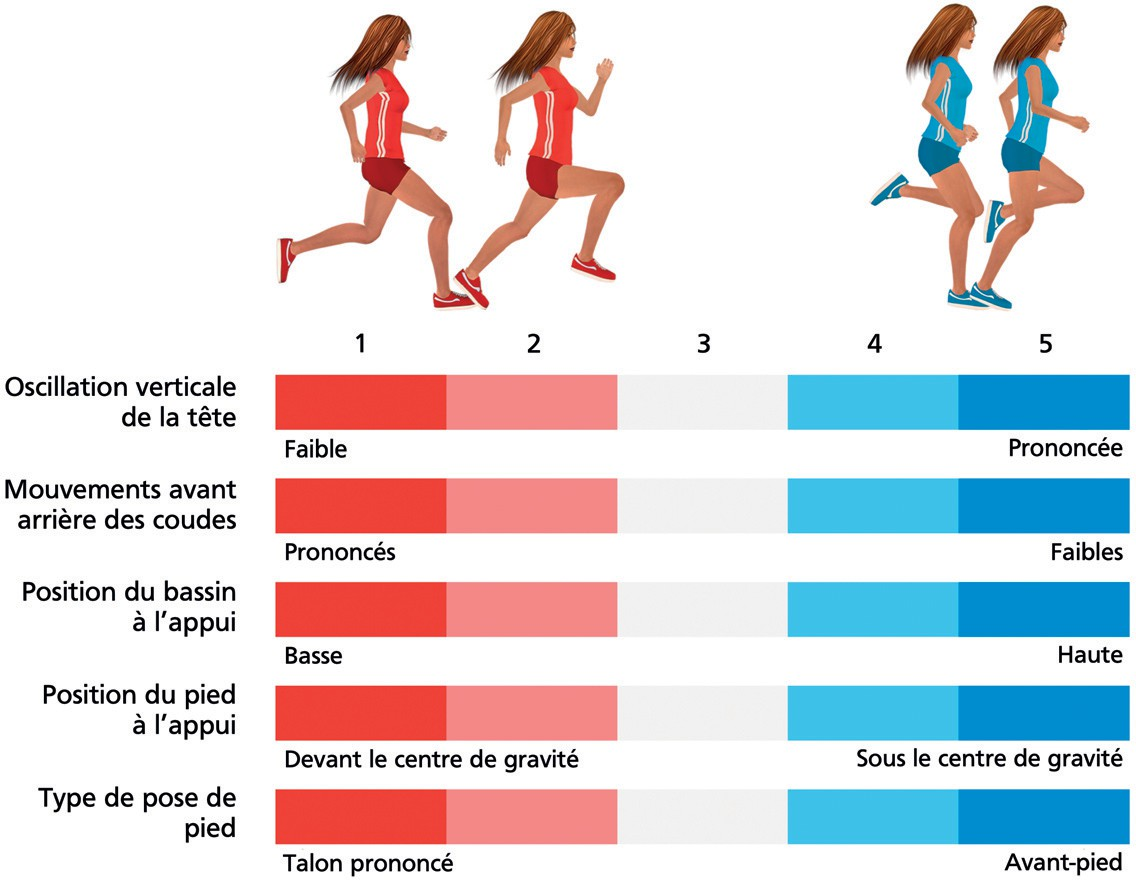 1 2 3 4 5
Oscillation verticale
de la tête
Faible Prononcée
Mouvements avant
arrière des coudes
Prononcés Faibles
Position du bassin
à l’appui
Basse Haute
Position du pied
à l’appui
Devant le centre de gravité Sous le centre de gravité
Type de pose de
pied
Talon prononcé Avant-pied